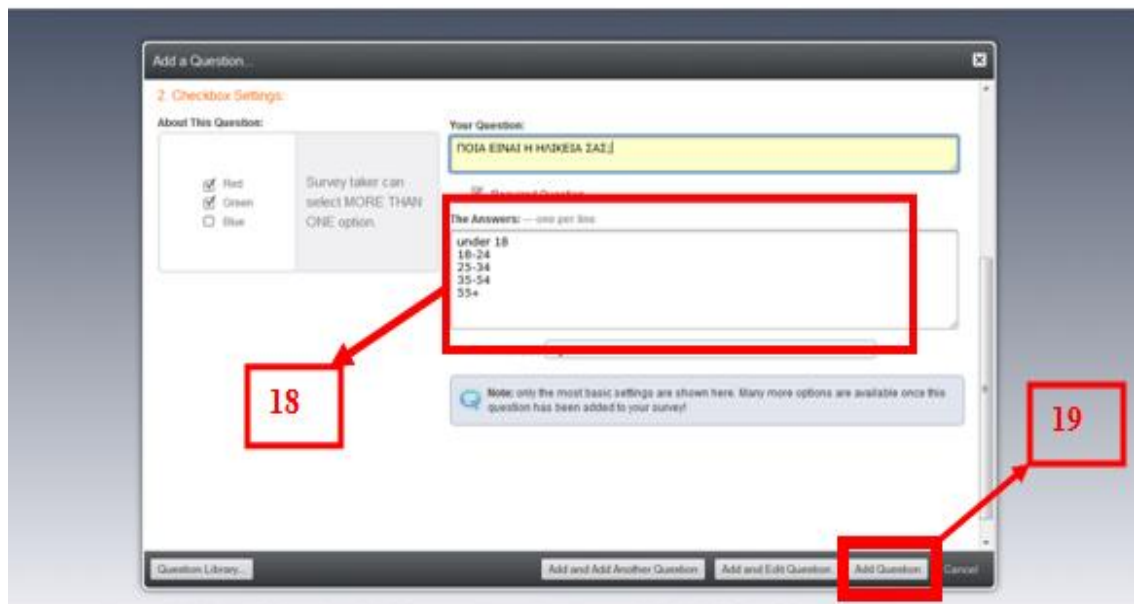 Add a Question...
2. Checkbox Settings:
About This Question:
Red
Green
Blue
Survey taker can
select MORE THAN
ONE option.
Your Question:
ΠΟΙΑ ΕΙΝΑΙ Η ΗΛΙΚΕΙΑ ΣΑΣ;
Required Question
The Answers: — one per line
under 18
18-24
25-34
35-54
55+
18
Note: only the most basic settings are shown here. Many more options are available once this
question has been added to your survey!
19
Question Library...
Add and Add Another Question
Add and Edit Question
Add Question
Cancel